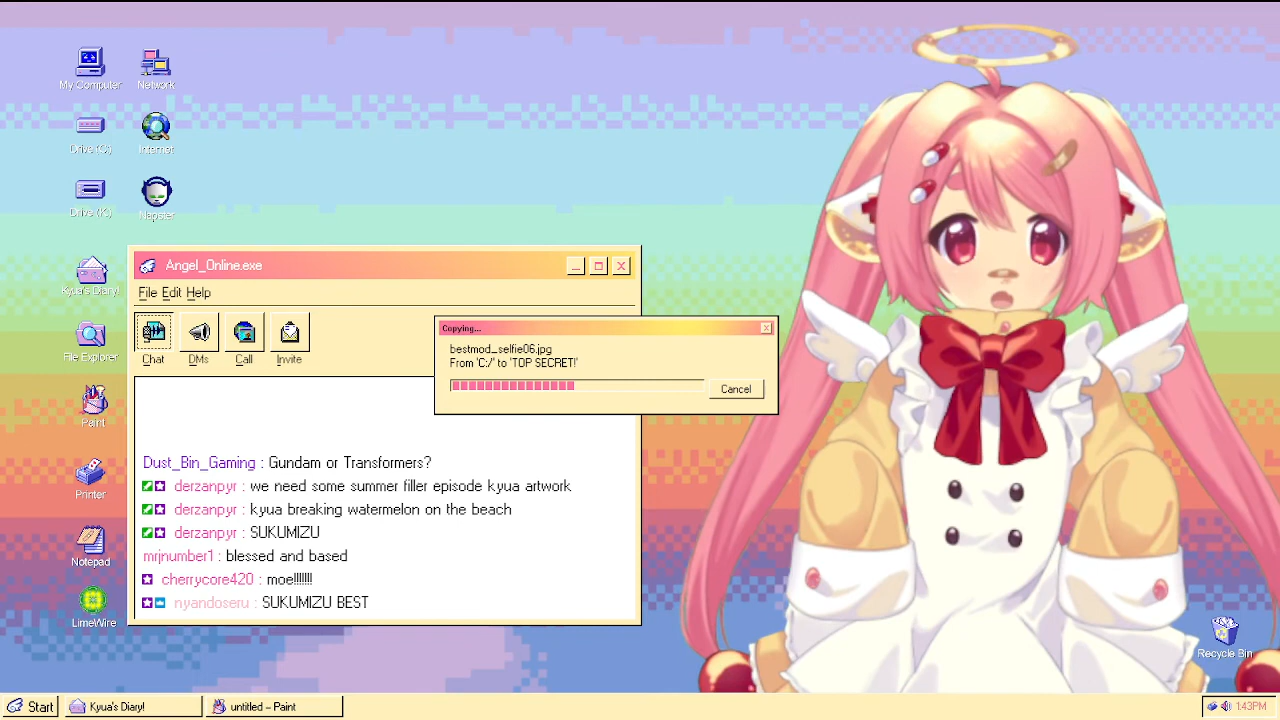 My Computer
Network
Drive (C)
Internet
Drive (K)
Napster
Kyua's Diary!
File Explorer
Paint
Printer
Notepad
LimeWire
Angel_Online.exe
File Edit Help
Chat DMs Call Invite
Copying...
bestmod_selfie06.jpg
From 'C:/' to 'TOP SECRET!'
Cancel
Dust_Bin_Gaming : Gundam or Transformers?
derzanpyr : we need some summer filler episode kyua artwork
derzanpyr : kyua breaking watermelon on the beach
derzanpyr : SUKUMIZU
mrjnumber1 : blessed and based
cherrycore420 : moe!!!!!!!
nyandoseru : SUKUMIZU BEST
Recycle Bin
Start
Kyua's Diary!
untitled - Paint
1:43PM